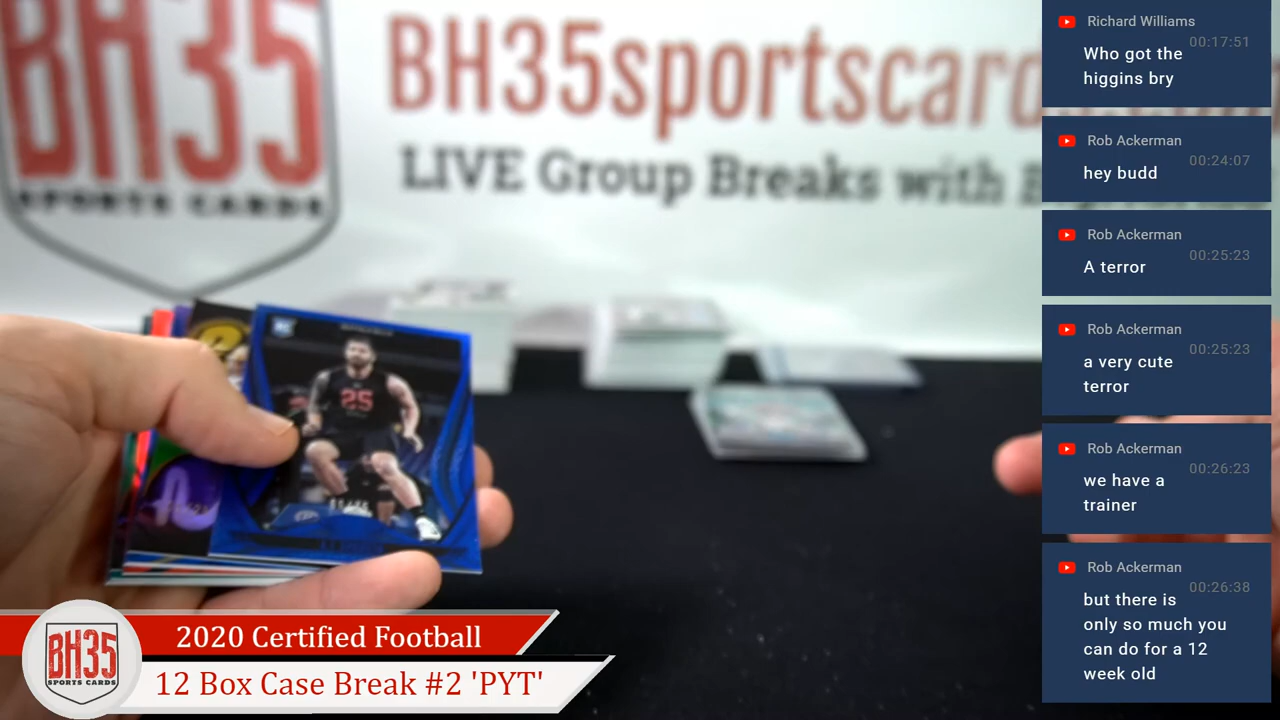 BH35
SPORTS CARDS
BH35sportscard
LIVE Group Breaks with
25
Richard Williams
00:17:51
Who got the
higgins bry
Rob Ackerman
00:24:07
hey budd
Rob Ackerman
00:25:23
A terror
Rob Ackerman
00:25:23
a very cute
terror
Rob Ackerman
00:26:23
we have a
trainer
Rob Ackerman
00:26:38
but there is
only so much you
can do for a 12
week old
BH35
SPORTS CARDS
2020 Certified Football
12 Box Case Break #2 'PYT'